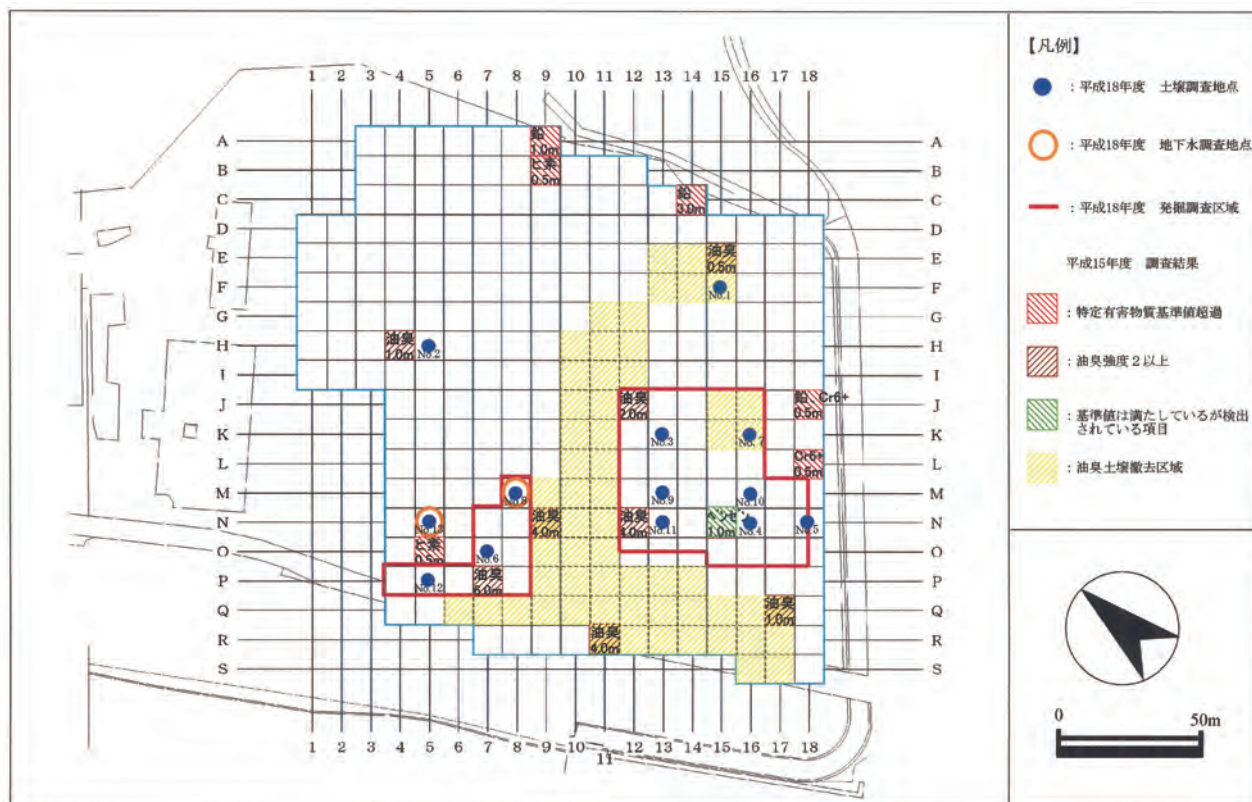 1 2 3 4 5 6 7 8 9 10 11 12 13 14 15 16 17 18
A 鉛 A
1.0m
B ヒ素 B
0.5m
C 鉛 C
3.0m
D D
E 油臭 E
0.5m
F No.1 F
G G
H 油臭 No.2 H
1.0m
I I
J 油臭 鉛 Cr6+ J
2.0m 0.5m
K No.3 No.7 K
L Cr6+ L
0.5m
M No.8 No.9 No.10 M
N No.13 油臭 油臭 No.11 ベンゼン No.4 No.5 N
4.0m 4.0m 1.0m
O ヒ素 No.6 O
0.5m
P No.12 油臭 P
Q 油臭 Q
1.0m
R 油臭 R
4.0m
S S
1 2 3 4 5 6 7 8 9 10 11 12 13 14 15 16 17 18
【凡例】
：平成18年度 土壌調査地点
：平成18年度 地下水調査地点
：平成18年度 発掘調査区域
平成15年度 調査結果
：特定有害物質基準値超過
：油臭強度２以上
：基準値は満たしているが検出
されている項目
：油臭土壌撤去区域
0 50m